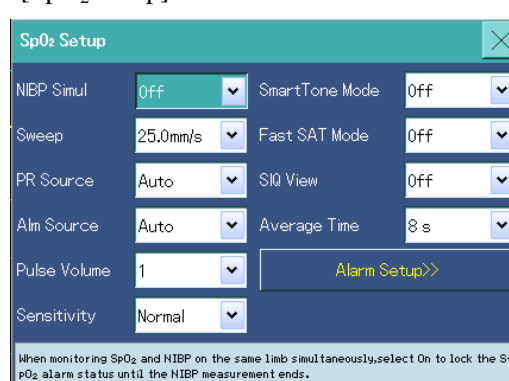 SpO₂ Setup
NIBP Simul Off SmartTone Mode Off
Sweep 25.0mm/s Fast SAT Mode Off
PR Source Auto SIQ View Off
Alm Source Auto Average Time 8 s
Pulse Volume 1 Alarm Setup>>
Sensitivity Normal
When monitoring SpO₂ and NIBP on the same limb simultaneously,select On to lock the S-
pO₂ alarm status until the NIBP measurement ends.